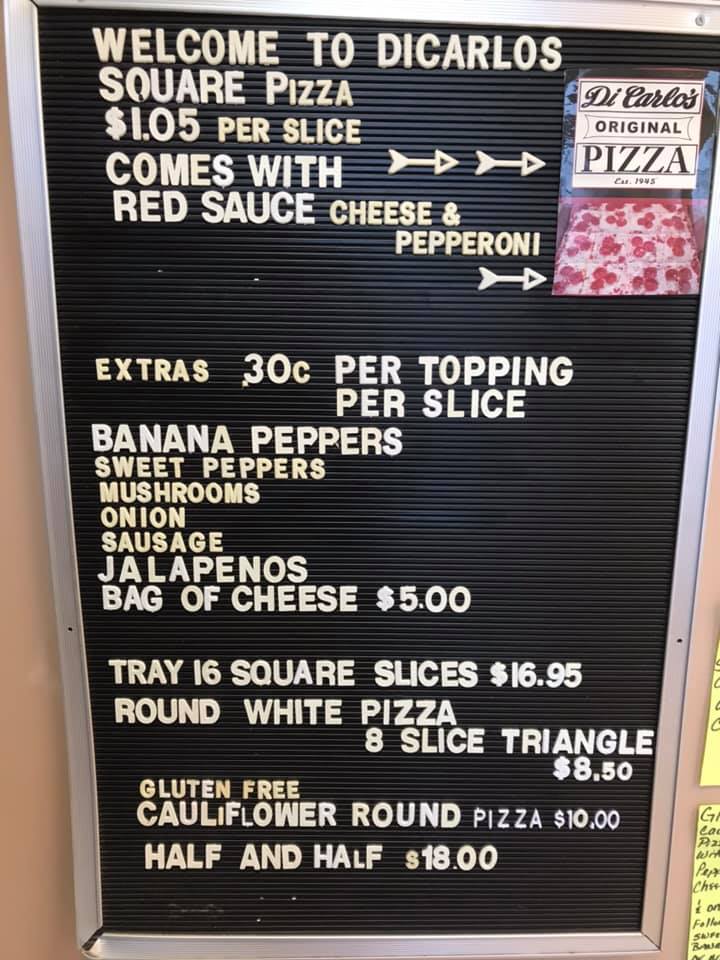 WELCOME TO DICARLOS
SQUARE PIZZA
$1.05 PER SLICE
COMES WITH
RED SAUCE CHEESE &
PEPPERONI
Di Carlo's
ORIGINAL
PIZZA
Est. 1945
EXTRAS 30c PER TOPPING
PER SLICE
BANANA PEPPERS
SWEET PEPPERS
MUSHROOMS
ONION
SAUSAGE
JALAPENOS
BAG OF CHEESE $5.00
TRAY 16 SQUARE SLICES $16.95
ROUND WHITE PIZZA
8 SLICE TRIANGLE
$8.50
GLUTEN FREE
CAULiFLOWER ROUND PIZZA $10.00
HALF AND HALF $18.00